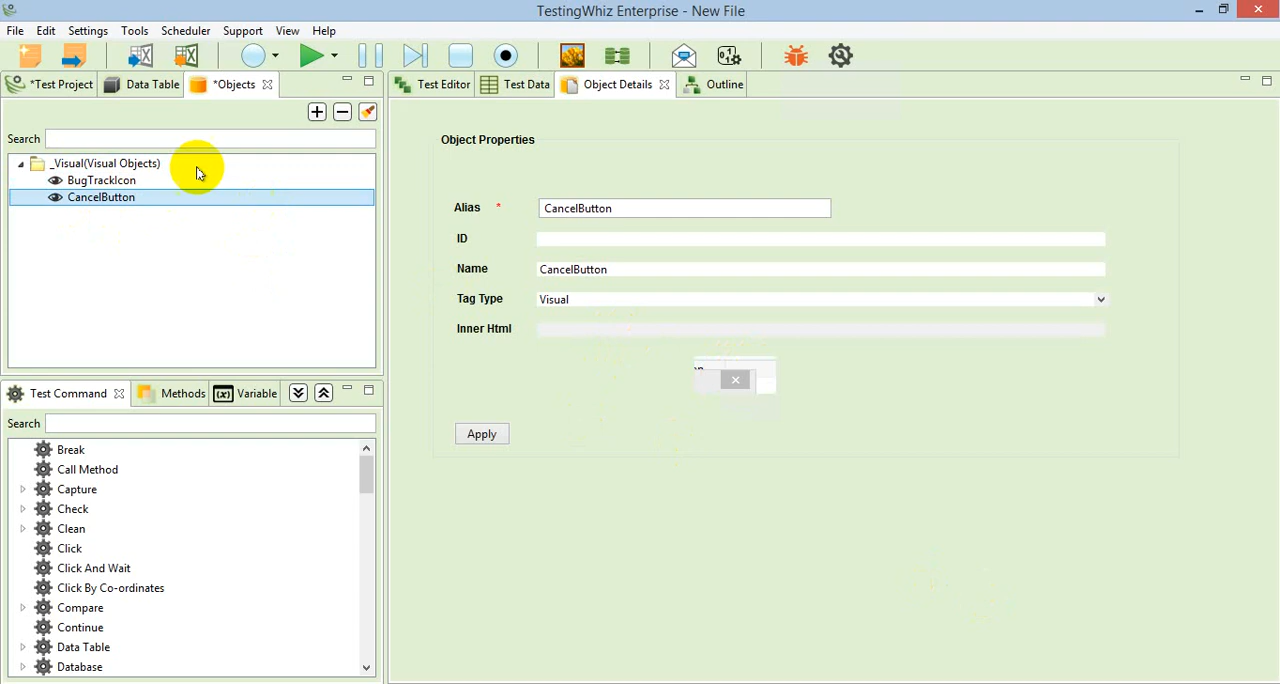 TestingWhiz Enterprise - New File
File Edit Settings Tools Scheduler Support View Help
*Test Project Data Table *Objects Test Editor Test Data Object Details Outline
Search
Object Properties
_Visual(Visual Objects)
BugTrackIcon
CancelButton
Alias * CancelButton
ID
Name CancelButton
Tag Type Visual
Inner Html
Apply
Test Command Methods (x) Variable
Search
Break
Call Method
Capture
Check
Clean
Click
Click And Wait
Click By Co-ordinates
Compare
Continue
Data Table
Database